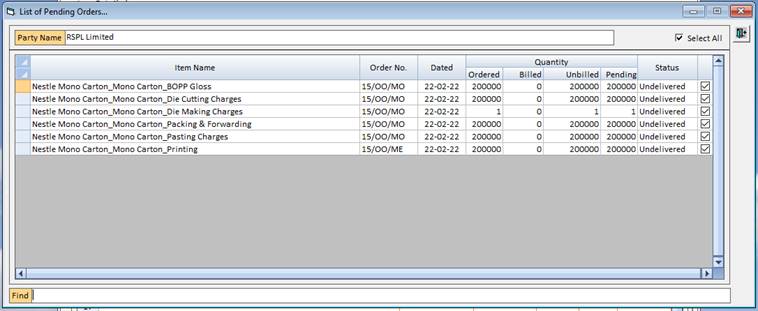 List of Pending Orders...
Party Name RSPL Limited Select All
Item Name Order No. Dated Quantity Status
Ordered Billed Unbilled Pending
Nestle Mono Carton_Mono Carton_BOPP Gloss 15/OO/MO 22-02-22 200000 0 200000 200000 Undelivered
Nestle Mono Carton_Mono Carton_Die Cutting Charges 15/OO/MO 22-02-22 200000 0 200000 200000 Undelivered
Nestle Mono Carton_Mono Carton_Die Making Charges 15/OO/MO 22-02-22 1 0 1 1 Undelivered
Nestle Mono Carton_Mono Carton_Packing & Forwarding 15/OO/MO 22-02-22 200000 0 200000 200000 Undelivered
Nestle Mono Carton_Mono Carton_Pasting Charges 15/OO/MO 22-02-22 200000 0 200000 200000 Undelivered
Nestle Mono Carton_Mono Carton_Printing 15/OO/ME 22-02-22 200000 0 200000 200000 Undelivered
Find